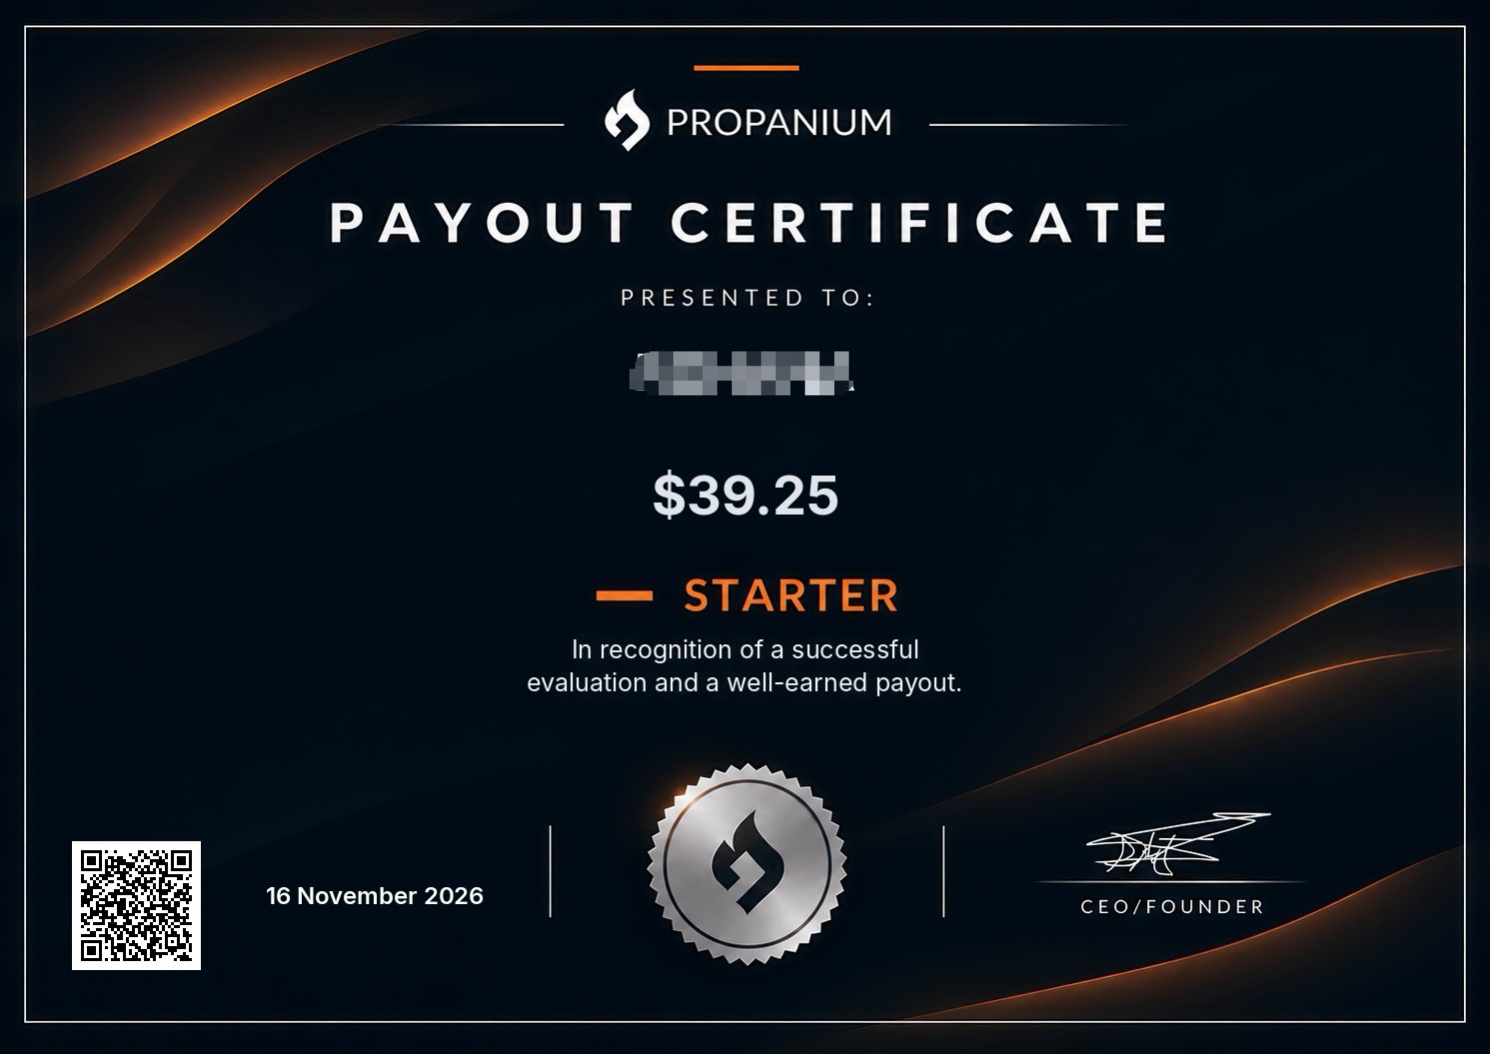 PROPANIUM
PAYOUT CERTIFICATE
PRESENTED TO:
$39.25
STARTER
In recognition of a successful
evaluation and a well-earned payout.
16 November 2026
CEO/FOUNDER